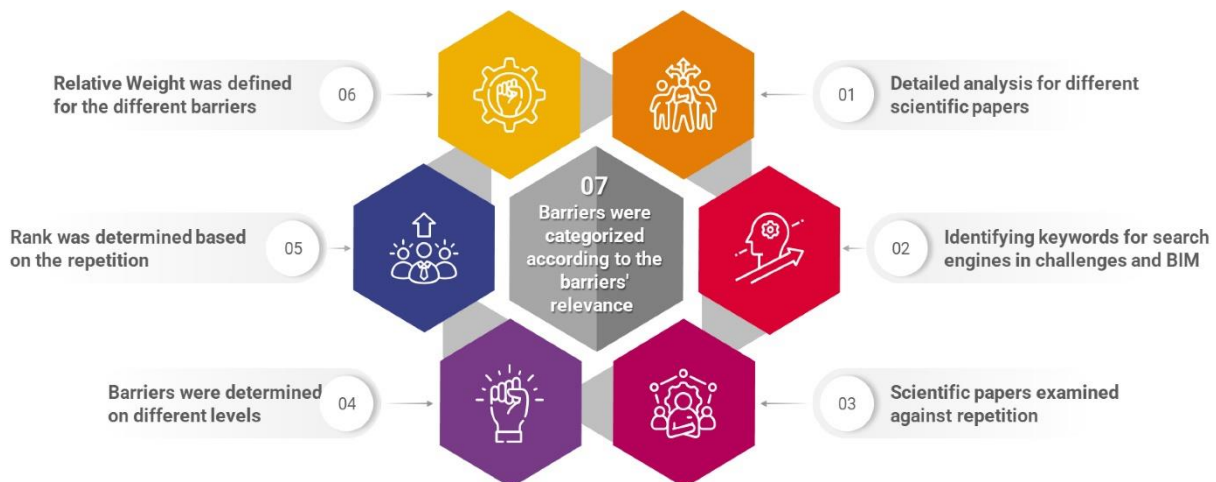 01
Detailed analysis for different
scientific papers
02
Identifying keywords for search
engines in challenges and BIM
03
Scientific papers examined
against repetition
04
Barriers were determined
on different levels
05
Rank was determined based
on the repetition
06
Relative Weight was defined
for the different barriers
07
Barriers were
categorized
according to the
barriers'
relevance